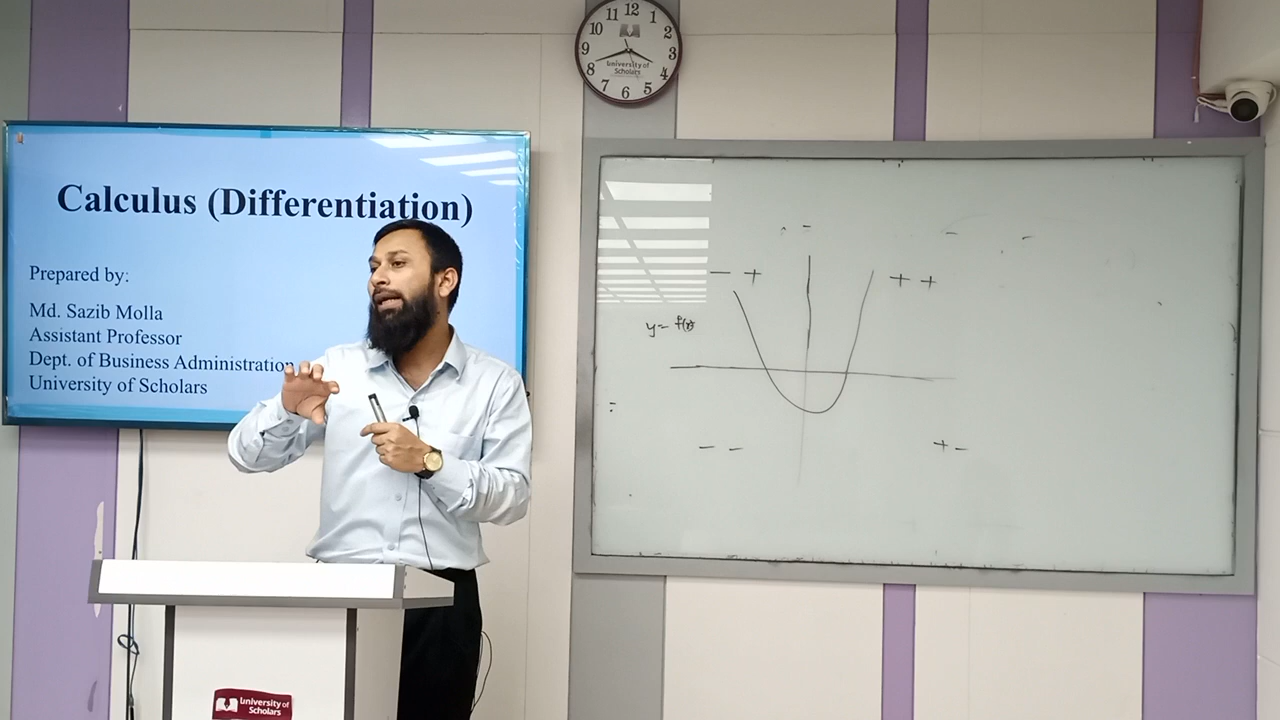 12
11 1
10 2
9 3
8 4
7 5
6
University of
Scholars
Calculus (Differentiation)
Prepared by:
Md. Sazib Molla
Assistant Professor
Dept. of Business Administration
University of Scholars
- +
+ +
y = f(x)
- -
+ -
University of
Scholars